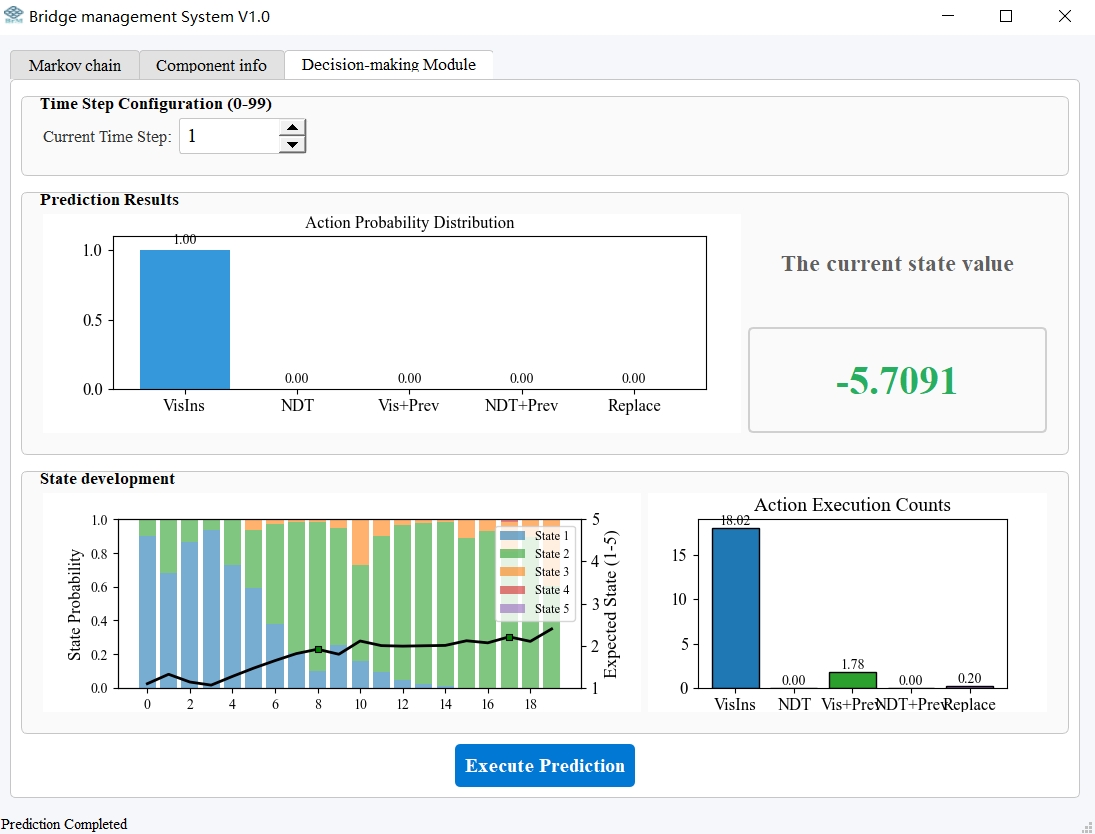 Bridge management System V1.0
Markov chain Component info Decision-making Module
Time Step Configuration (0-99)
Current Time Step: 1
Prediction Results
Action Probability Distribution
1.0
0.5
0.0
1.00 0.00 0.00 0.00 0.00
VisIns NDT Vis+Prev NDT+Prev Replace
The current state value
-5.7091
State development
State Probability
1.0
0.8
0.6
0.4
0.2
0.0
0 2 4 6 8 10 12 14 16 18
State 1
State 2
State 3
State 4
State 5
5
4
3
2
1
Expected State (1-5)
Action Execution Counts
15
10
5
0
18.02 0.00 1.78 0.00 0.20
VisIns NDT Vis+Prev NDT+Prev Replace
Execute Prediction
Prediction Completed